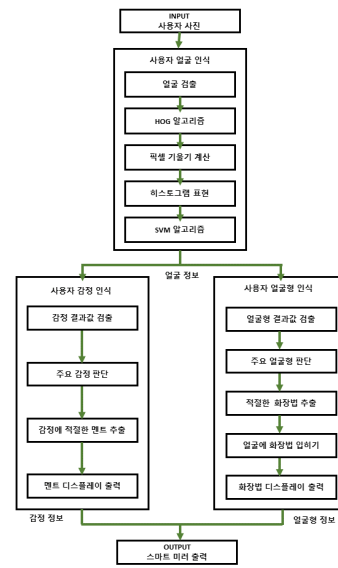 INPUT
사용자 사진
사용자 얼굴 인식
얼굴 검출
HOG 알고리즘
픽셀 기울기 계산
히스토그램 표현
SVM 알고리즘
얼굴 정보
사용자 감정 인식
감정 결과값 검출
주요 감정 판단
감정에 적절한 멘트 추출
멘트 디스플레이 출력
감정 정보
사용자 얼굴형 인식
얼굴형 결과값 검출
주요 얼굴형 판단
적절한 화장법 추출
얼굴에 화장법 입히기
화장법 디스플레이 출력
얼굴형 정보
OUTPUT
스마트 미러 출력